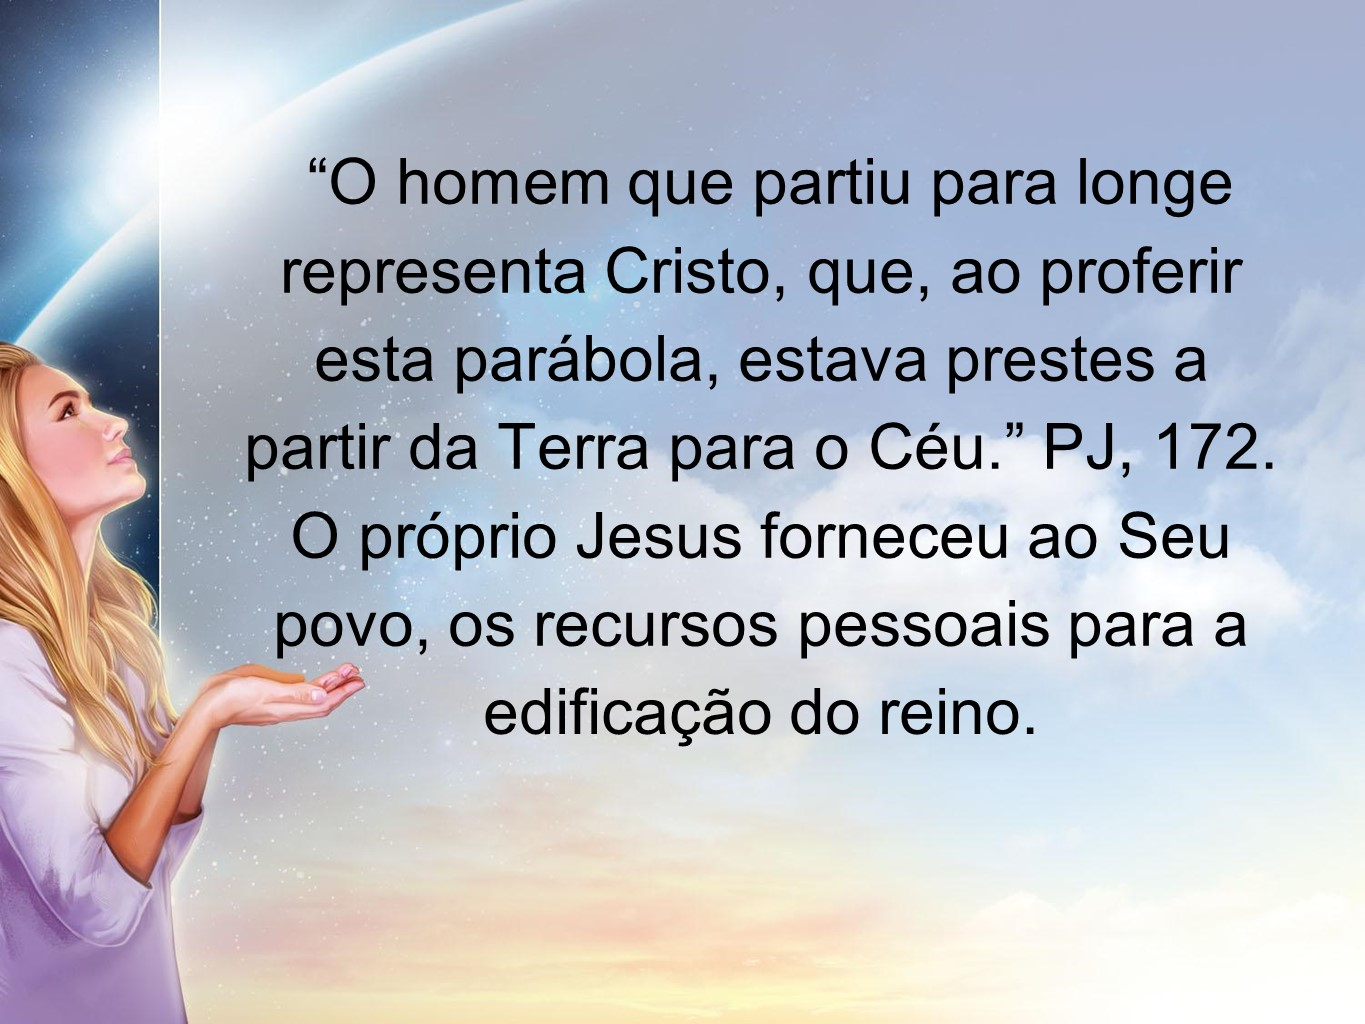 “O homem que partiu para longe
representa Cristo, que, ao proferir
esta parábola, estava prestes a
partir da Terra para o Céu.” PJ, 172.
O próprio Jesus forneceu ao Seu
povo, os recursos pessoais para a
edificação do reino.